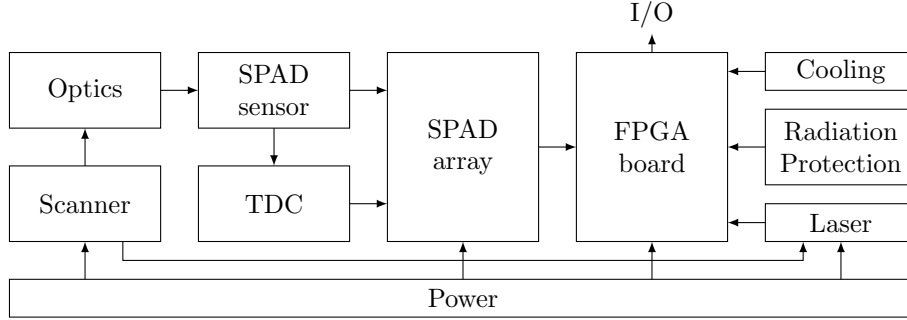 I/O
Optics
SPAD
sensor
SPAD
array
FPGA
board
Cooling
Radiation
Protection
Scanner
TDC
Laser
Power